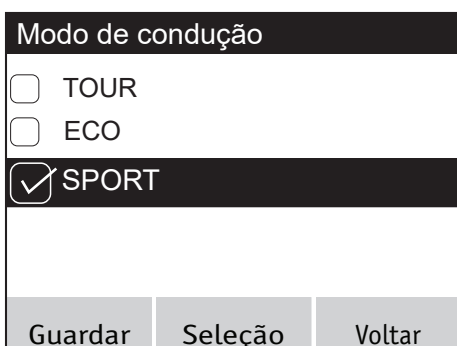 Modo de condução
TOUR
ECO
SPORT
Guardar Seleção Voltar